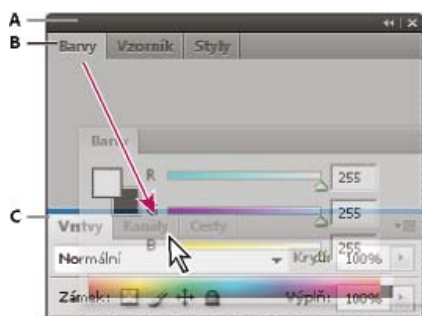 A
B Barvy Vzorník Styly
Barvy
R 255
255
C
Vrstvy Kanály Cesty
B 255
Normální Krytí: 100%
Zámek: Výplň: 100%